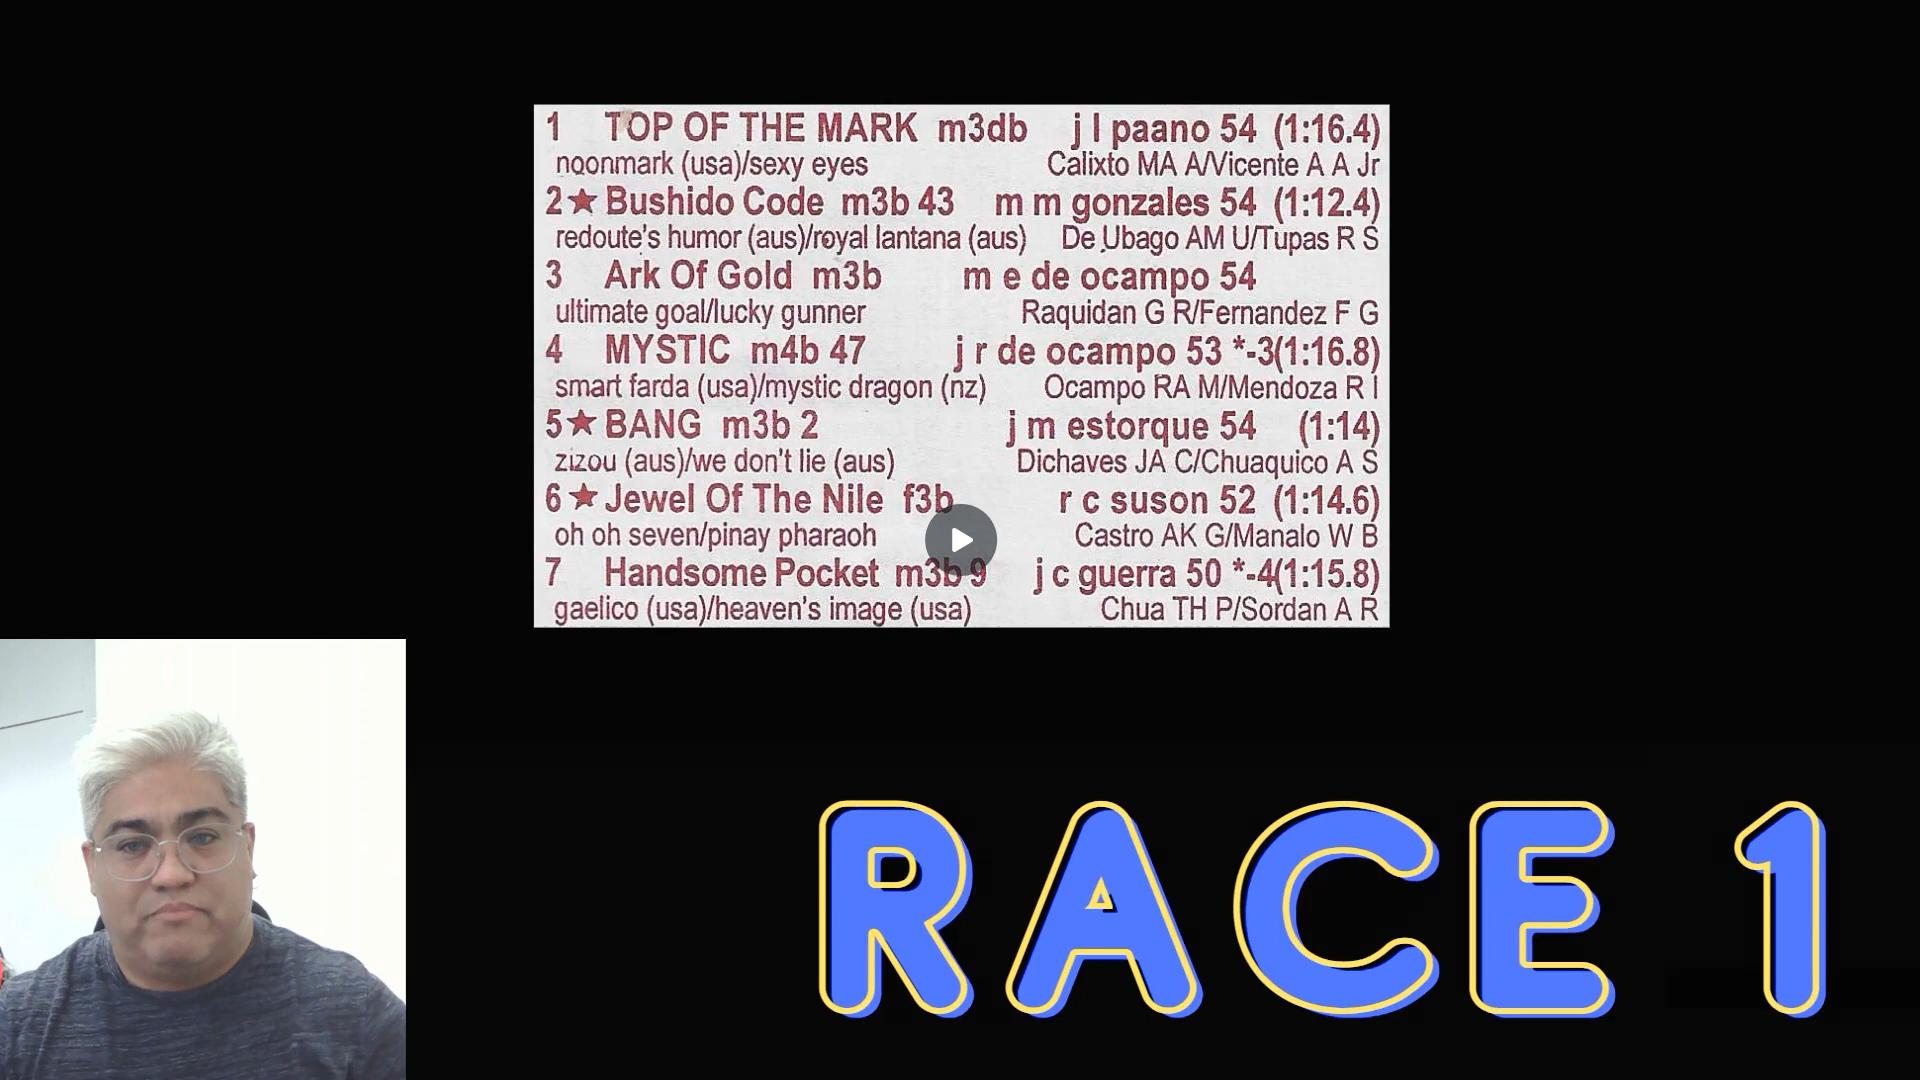 1 TOP OF THE MARK m3db j l paano 54 (1:16.4)
noonmark (usa)/sexy eyes Calixto MA A/Vicente A A Jr
2★ Bushido Code m3b 43 m m gonzales 54 (1:12.4)
redoute's humor (aus)/royal lantana (aus) De Ubago AM U/Tupas R S
3 Ark Of Gold m3b m e de ocampo 54
ultimate goal/lucky gunner Raquidan G R/Fernandez F G
4 MYSTIC m4b 47 j r de ocampo 53 *-3(1:16.8)
smart farda (usa)/mystic dragon (nz) Ocampo RA M/Mendoza R I
5★ BANG m3b 2 j m estorque 54 (1:14)
zizou (aus)/we don't lie (aus) Dichaves JA C/Chuaquico A S
6★ Jewel Of The Nile f3b r c suson 52 (1:14.6)
oh oh seven/pinay pharaoh Castro AK G/Manalo W B
7 Handsome Pocket m3b 9 j c guerra 50 *-4(1:15.8)
gaelico (usa)/heaven's image (usa) Chua TH P/Sordan A R
RACE 1